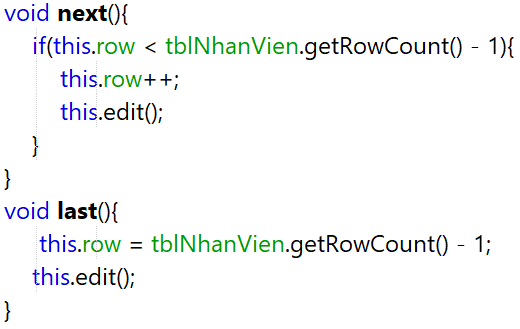 void next(){
if(this.row < tblNhanVien.getRowCount() - 1){
this.row++;
this.edit();
}
}
void last(){
this.row = tblNhanVien.getRowCount() - 1;
this.edit();
}